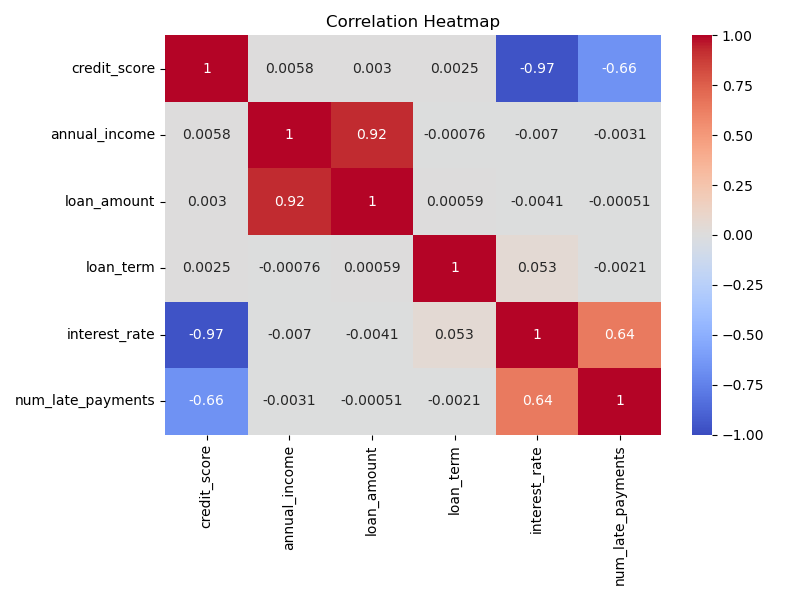 Correlation Heatmap
credit_score 1 0.0058 0.003 0.0025 -0.97 -0.66
annual_income 0.0058 1 0.92 -0.00076 -0.007 -0.0031
loan_amount 0.003 0.92 1 0.00059 -0.0041 -0.00051
loan_term 0.0025 -0.00076 0.00059 1 0.053 -0.0021
interest_rate -0.97 -0.007 -0.0041 0.053 1 0.64
num_late_payments -0.66 -0.0031 -0.00051 -0.0021 0.64 1
credit_score
annual_income
loan_amount
loan_term
interest_rate
num_late_payments
1.00
0.75
0.50
0.25
0.00
−0.25
−0.50
−0.75
−1.00